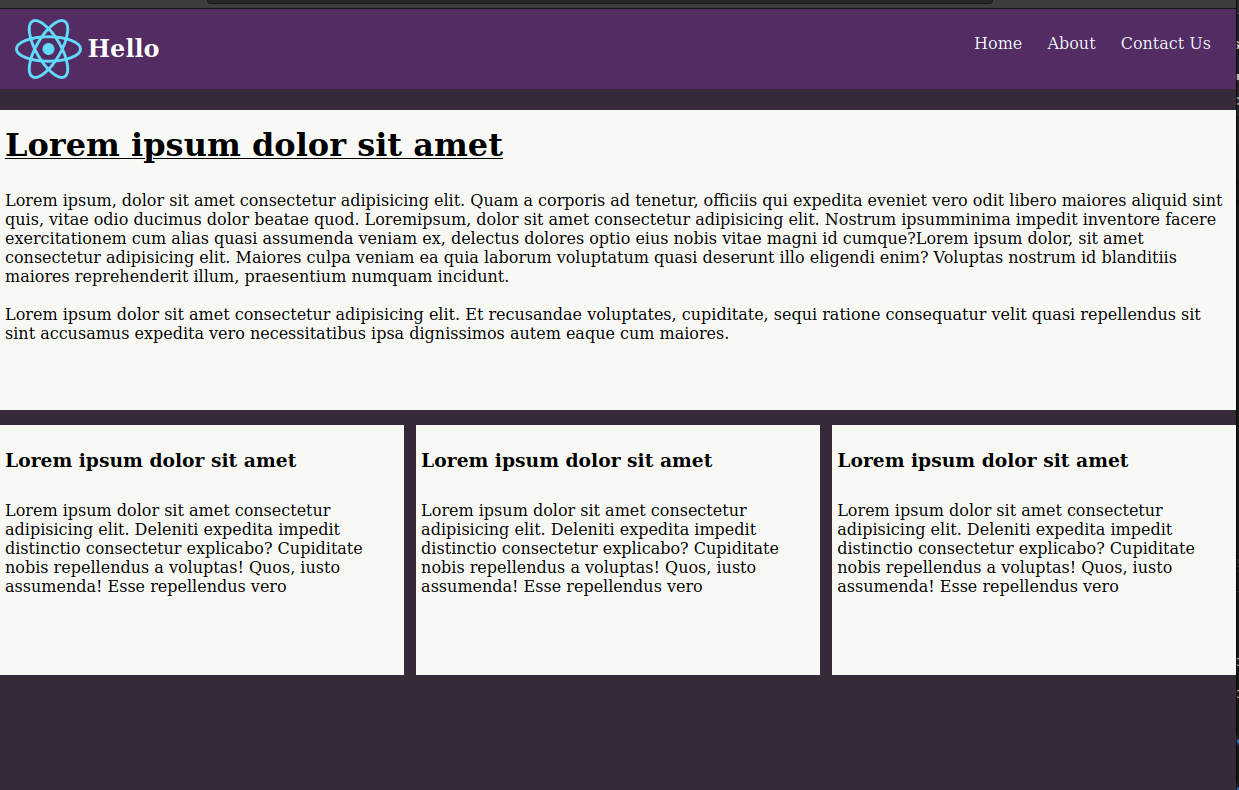 Hello
Home About Contact Us
Lorem ipsum dolor sit amet
Lorem ipsum, dolor sit amet consectetur adipisicing elit. Quam a corporis ad tenetur, officiis qui expedita eveniet vero odit libero maiores aliquid sint
quis, vitae odio ducimus dolor beatae quod. Loremipsum, dolor sit amet consectetur adipisicing elit. Nostrum ipsumminima impedit inventore facere
exercitationem cum alias quasi assumenda veniam ex, delectus dolores optio eius nobis vitae magni id cumque?Lorem ipsum dolor, sit amet
consectetur adipisicing elit. Maiores culpa veniam ea quia laborum voluptatum quasi deserunt illo eligendi enim? Voluptas nostrum id blanditiis
maiores reprehenderit illum, praesentium numquam incidunt.
Lorem ipsum dolor sit amet consectetur adipisicing elit. Et recusandae voluptates, cupiditate, sequi ratione consequatur velit quasi repellendus sit
sint accusamus expedita vero necessitatibus ipsa dignissimos autem eaque cum maiores.
Lorem ipsum dolor sit amet
Lorem ipsum dolor sit amet consectetur
adipisicing elit. Deleniti expedita impedit
distinctio consectetur explicabo? Cupiditate
nobis repellendus a voluptas! Quos, iusto
assumenda! Esse repellendus vero
Lorem ipsum dolor sit amet
Lorem ipsum dolor sit amet consectetur
adipisicing elit. Deleniti expedita impedit
distinctio consectetur explicabo? Cupiditate
nobis repellendus a voluptas! Quos, iusto
assumenda! Esse repellendus vero
Lorem ipsum dolor sit amet
Lorem ipsum dolor sit amet consectetur
adipisicing elit. Deleniti expedita impedit
distinctio consectetur explicabo? Cupiditate
nobis repellendus a voluptas! Quos, iusto
assumenda! Esse repellendus vero